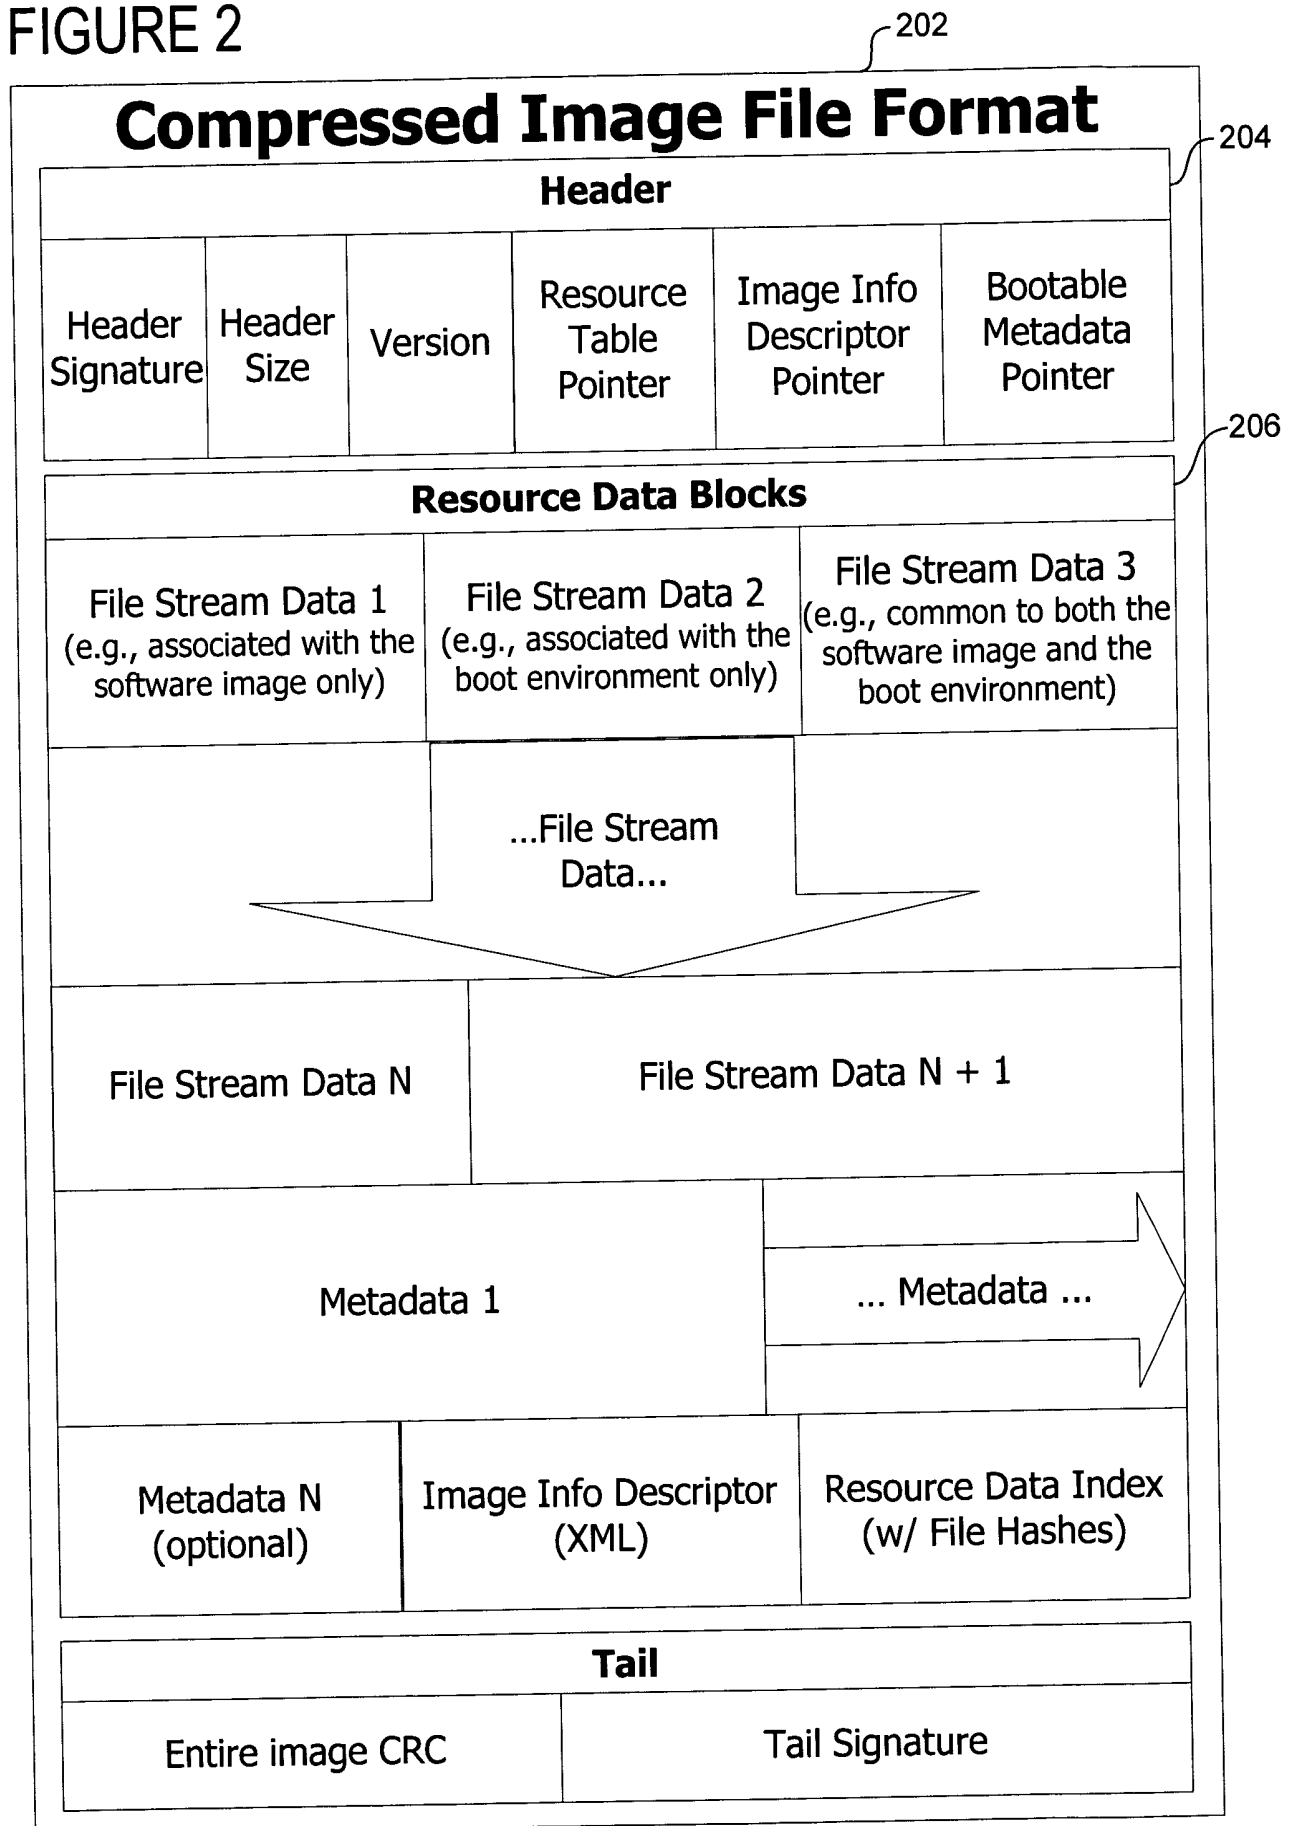 FIGURE 2
202
Compressed Image File Format
204
Header
Header
Signature
Header
Size
Version
Resource
Table
Pointer
Image Info
Descriptor
Pointer
Bootable
Metadata
Pointer
206
Resource Data Blocks
File Stream Data 1
(e.g., associated with the
software image only)
File Stream Data 2
(e.g., associated with the
boot environment only)
File Stream Data 3
(e.g., common to both the
software image and the
boot environment)
...File Stream
Data...
File Stream Data N
File Stream Data N + 1
Metadata 1
... Metadata ...
Metadata N
(optional)
Image Info Descriptor
(XML)
Resource Data Index
(w/ File Hashes)
Tail
Entire image CRC
Tail Signature